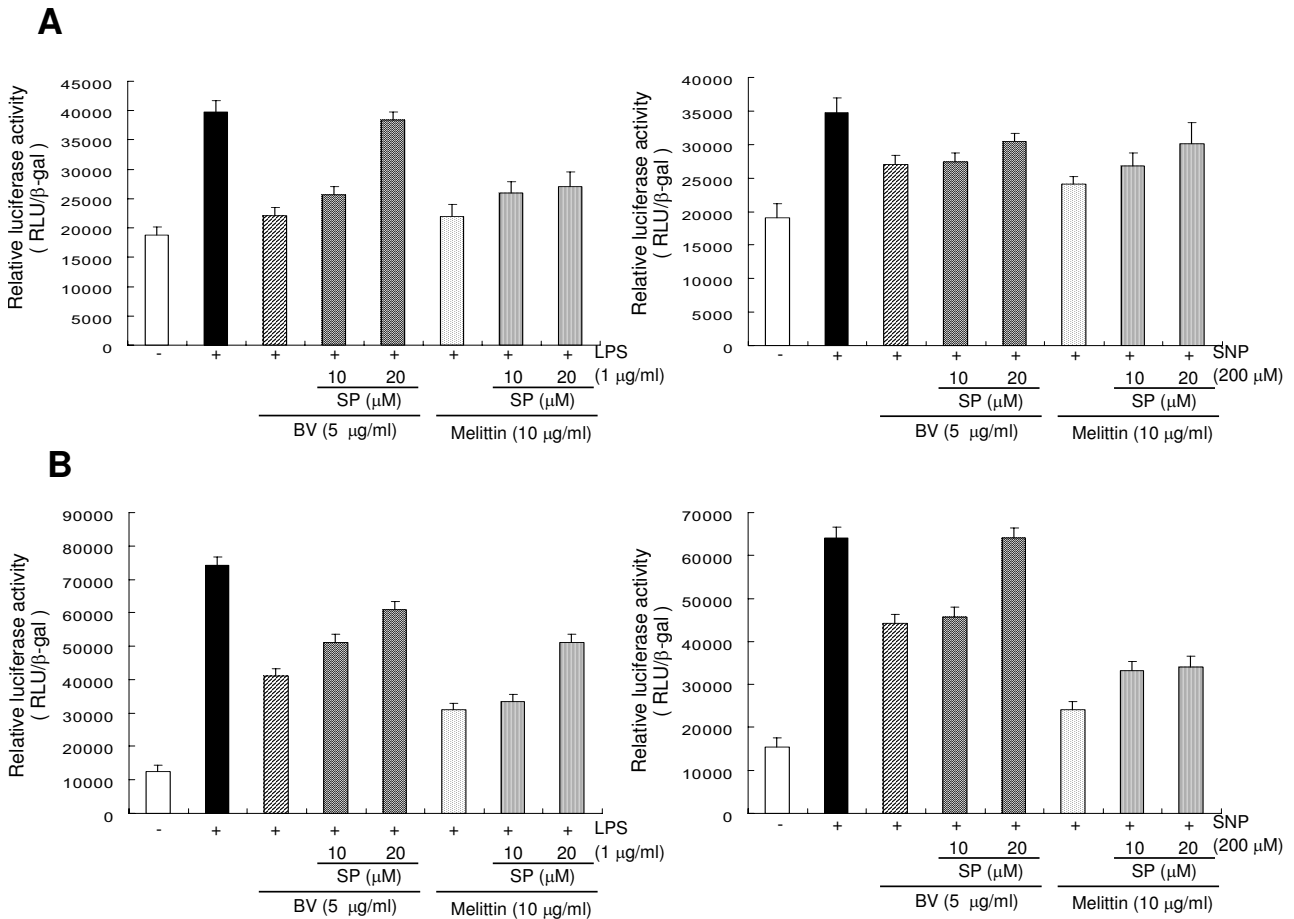 A
Relative luciferase activity
( RLU/β-gal )
45000
40000
35000
30000
25000
20000
15000
10000
5000
0
- + + + + + + + LPS
10 20 10 20 (1 μg/ml)
SP (μM) SP (μM)
BV (5 μg/ml) Melittin (10 μg/ml)
Relative luciferase activity
( RLU/β-gal )
40000
35000
30000
25000
20000
15000
10000
5000
0
- + + + + + + + SNP
10 20 10 20 (200 μM)
SP (μM) SP (μM)
BV (5 μg/ml) Melittin (10 μg/ml)
B
Relative luciferase activity
( RLU/β-gal )
90000
80000
70000
60000
50000
40000
30000
20000
10000
0
- + + + + + + + LPS
10 20 10 20 (1 μg/ml)
SP (μM) SP (μM)
BV (5 μg/ml) Melittin (10 μg/ml)
Relative luciferase activity
( RLU/β-gal )
70000
60000
50000
40000
30000
20000
10000
0
- + + + + + + + SNP
10 20 10 20 (200 μM)
SP (μM) SP (μM)
BV (5 μg/ml) Melittin (10 μg/ml)